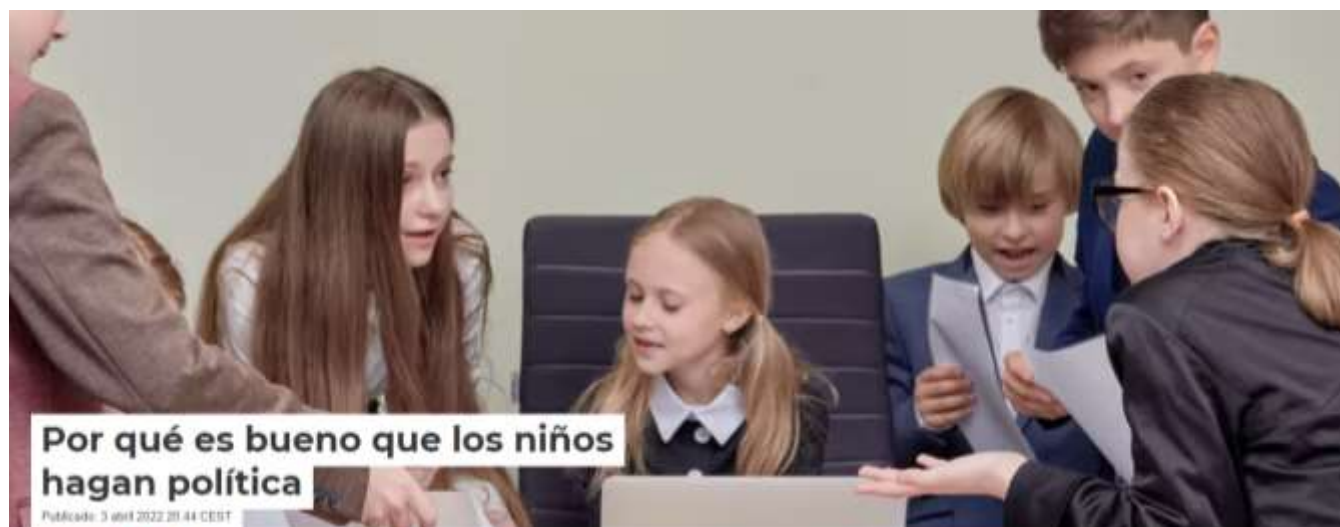 Por qué es bueno que los niños
hagan política
Publicado: 3 abril 2022 20:44 CEST